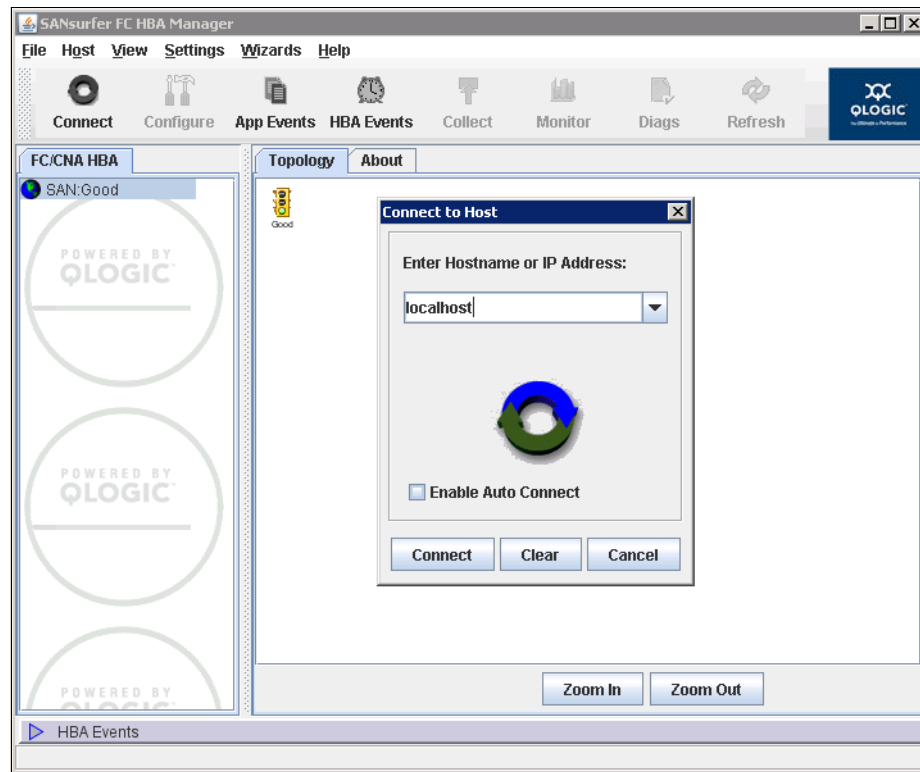 SANsurfer FC HBA Manager
File Host View Settings Wizards Help
Connect Configure App Events HBA Events Collect Monitor Diags Refresh
QLOGIC
FC/CNA HBA
Topology About
SAN:Good
Good
Connect to Host
Enter Hostname or IP Address:
localhost
Enable Auto Connect
Connect Clear Cancel
POWERED BY
QLOGIC
POWERED BY
QLOGIC
POWERED BY
QLOGIC
Zoom In Zoom Out
HBA Events